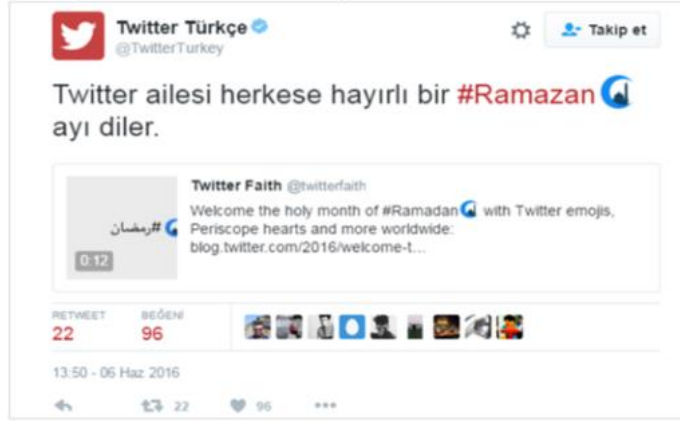 Twitter Türkçe
@TwitterTurkey
Takip et
Twitter ailesi herkese hayırlı bir #Ramazan
ayı diler.
Twitter Faith @twitterfaith
Welcome the holy month of #Ramadan with Twitter emojis,
Periscope hearts and more worldwide:
blog.twitter.com/2016/welcome-t...
#رمضان
0:12
RETWEET BEĞENİ
22 96
13:50 - 06 Haz 2016
22 96